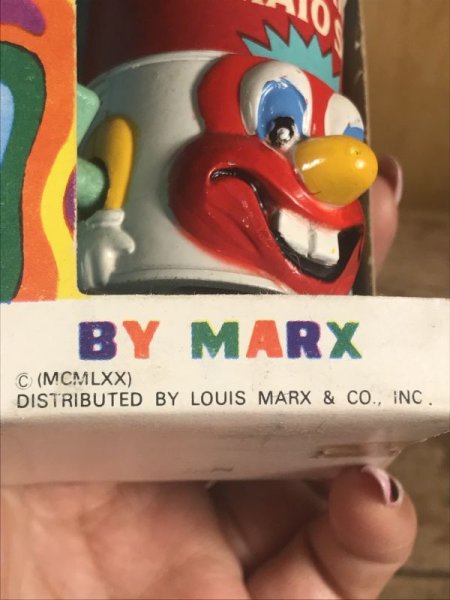 BY MARX
© (MCMLXX)
DISTRIBUTED BY LOUIS MARX & CO., INC.